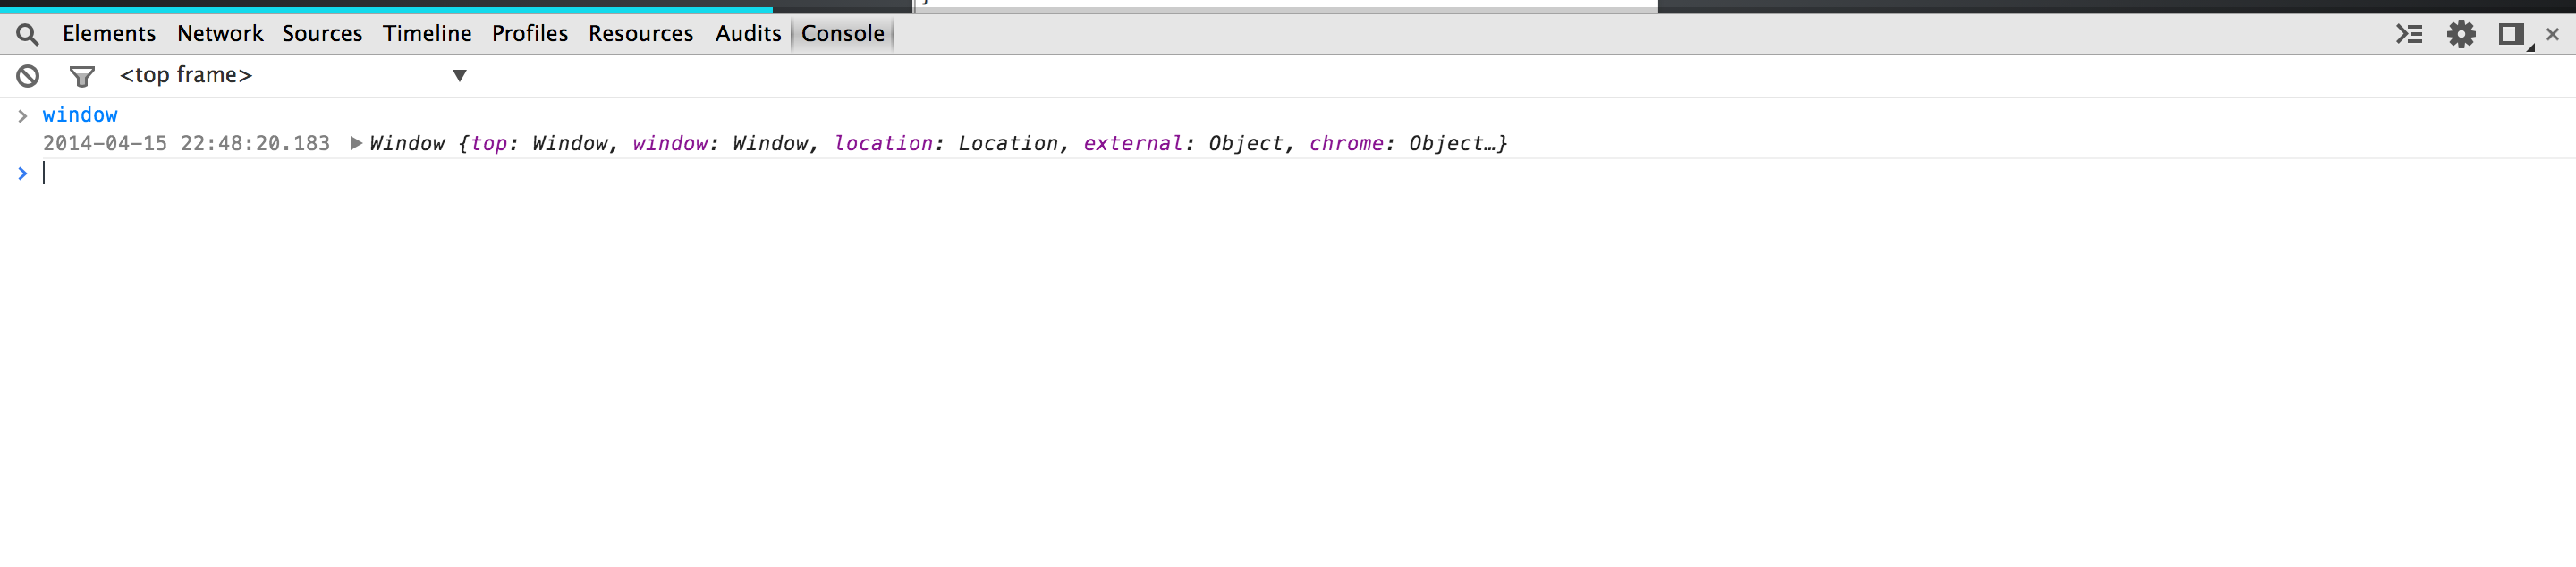 Elements Network Sources Timeline Profiles Resources Audits Console
<top frame>
window
2014-04-15 22:48:20.183 Window {top: Window, window: Window, location: Location, external: Object, chrome: Object…}